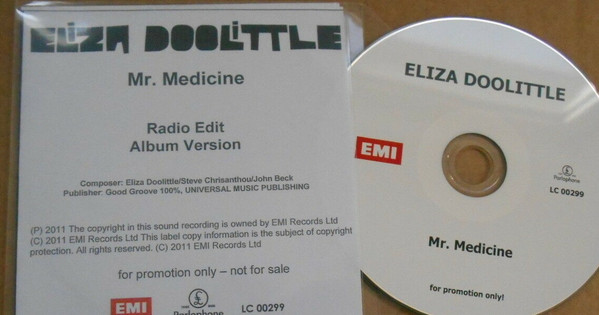 ELiZA DOOLiTTLE
Mr. Medicine
Radio Edit
Album Version
Composer: Eliza Doolittle/Steve Chrisanthou/John Beck
Publisher: Good Groove 100%, UNIVERSAL MUSIC PUBLISHING
(P) 2011 The copyright in this sound recording is owned by EMI Records Ltd
(C) 2011 EMI Records Ltd This label copy information is the subject of copyright
protection. All rights reserved. (C) 2011 EMI Records Ltd
for promotion only – not for sale
EMI
Parlophone
LC 00299
ELIZA DOOLITTLE
EMI
Parlophone
LC 00299
Mr. Medicine
for promotion only!